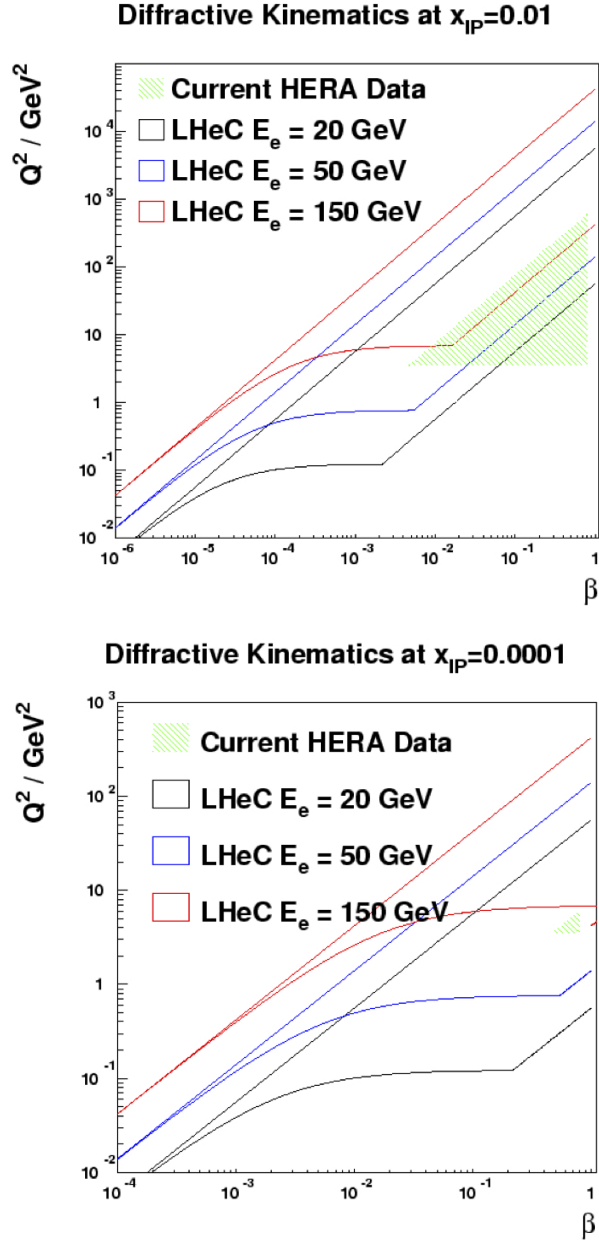 Diffractive Kinematics at x_IP=0.01
Q² / GeV²
Current HERA Data
LHeC E_e = 20 GeV
LHeC E_e = 50 GeV
LHeC E_e = 150 GeV
10⁴
10³
10²
10
1
10⁻¹
10⁻²
10⁻⁶ 10⁻⁵ 10⁻⁴ 10⁻³ 10⁻² 10⁻¹ 1
β
Diffractive Kinematics at x_IP=0.0001
Q² / GeV²
10³
Current HERA Data
LHeC E_e = 20 GeV
LHeC E_e = 50 GeV
LHeC E_e = 150 GeV
10²
10
1
10⁻¹
10⁻²
10⁻⁴ 10⁻³ 10⁻² 10⁻¹ 1
β